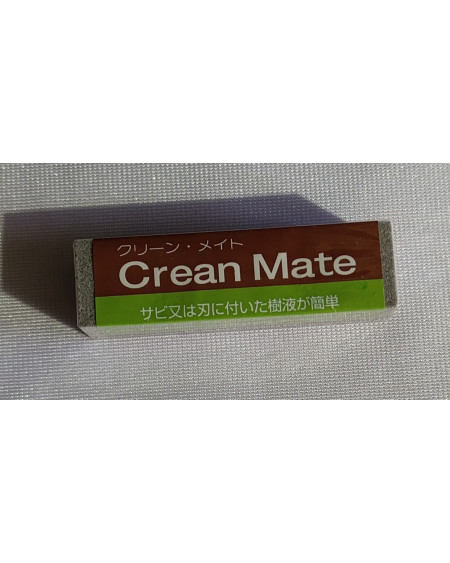 クリーン・メイト
Crean Mate
サビ又は刃に付いた樹液が簡単